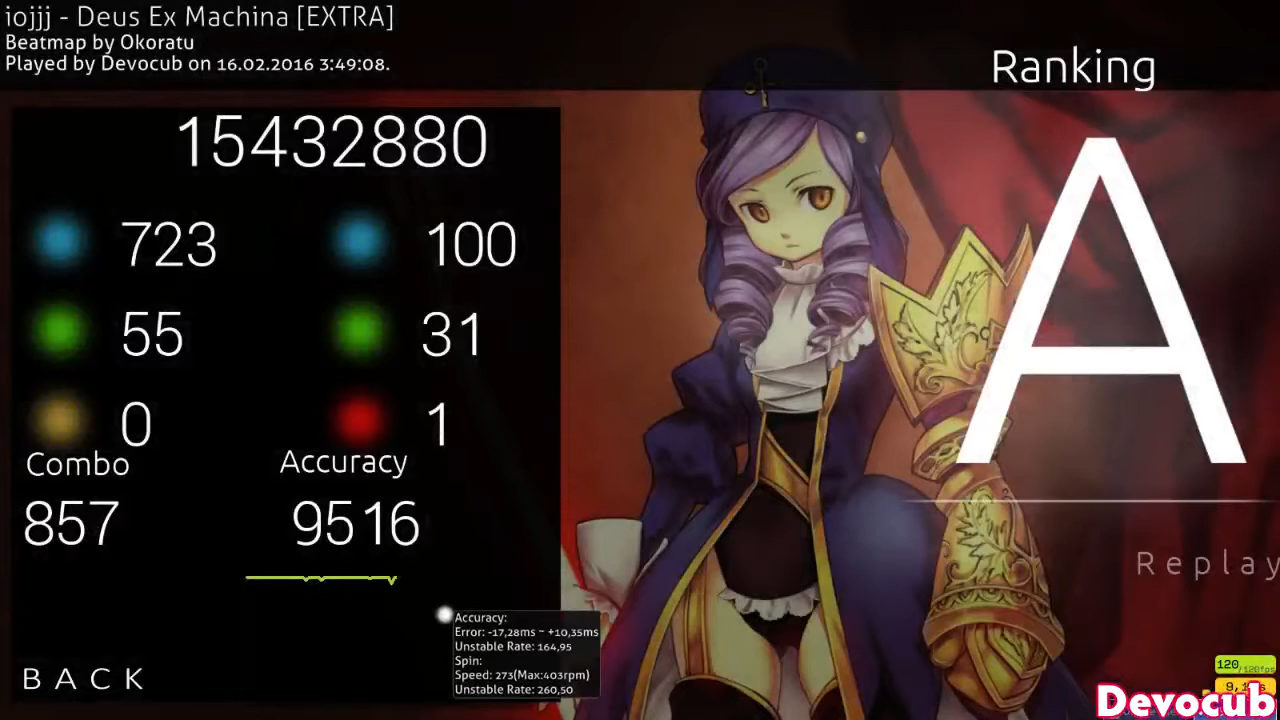 iojjj - Deus Ex Machina [EXTRA]
Beatmap by Okoratu
Played by Devocub on 16.02.2016 3:49:08.
Ranking
15432880
723 100
55 31
0 1
Combo Accuracy
857 9516
A
Replay
Accuracy:
Error: -17,28ms - +10,35ms
Unstable Rate: 164,95
Spin:
Speed: 273(Max:403rpm)
Unstable Rate: 260,50
BACK
120/120fps
Devocub